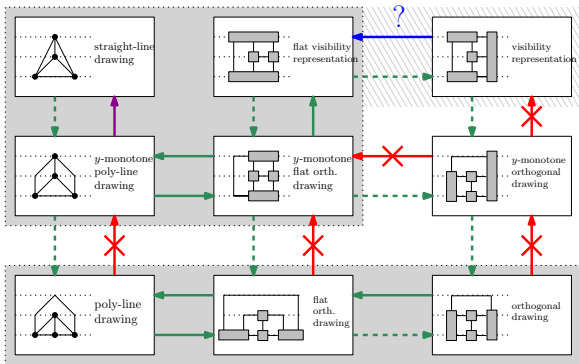 ?
straight-line
drawing
flat visibility
representation
visibility
representation
y-monotone
poly-line
drawing
y-monotone
flat orth.
drawing
y-monotone
orthogonal
drawing
poly-line
drawing
flat
orth.
drawing
orthogonal
drawing